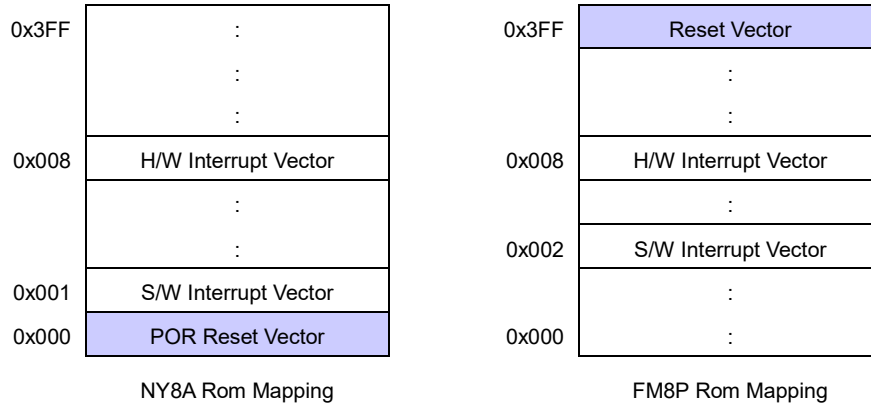 0x3FF : 0x3FF Reset Vector
: :
: :
0x008 H/W Interrupt Vector 0x008 H/W Interrupt Vector
: :
: 0x002 S/W Interrupt Vector
0x001 S/W Interrupt Vector :
0x000 POR Reset Vector 0x000 :
NY8A Rom Mapping FM8P Rom Mapping